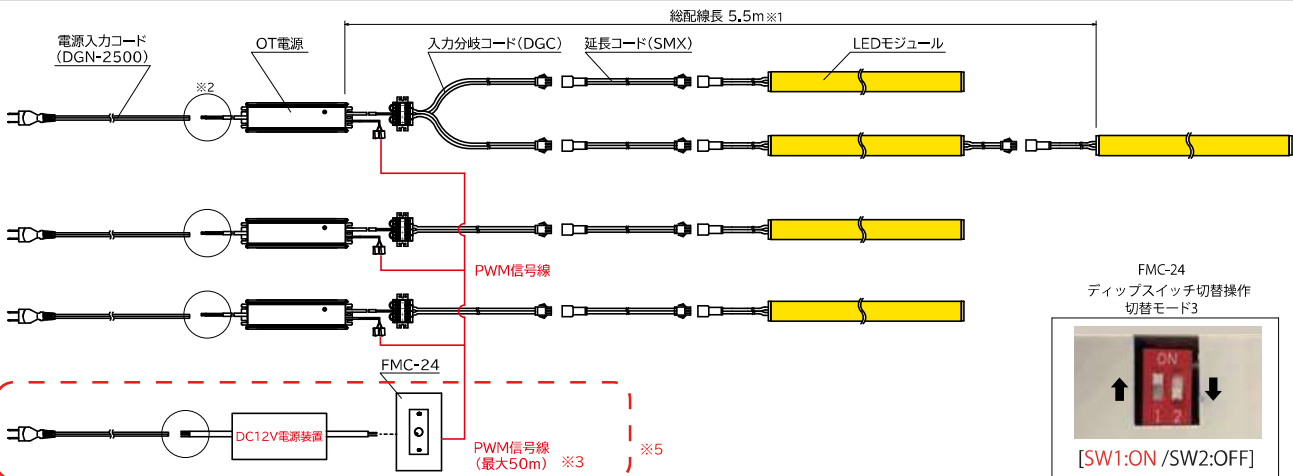 総配線長 5.5m※1
電源入力コード
(DGN-2500)
※2
OT電源
入力分岐コード(DGC)
延長コード(SMX)
LEDモジュール
PWM信号線
FMC-24
DC12V電源装置
PWM信号線
(最大50m) ※3
※5
FMC-24
ディップスイッチ切替操作
切替モード3
ON
1 2
[SW1:ON /SW2:OFF]